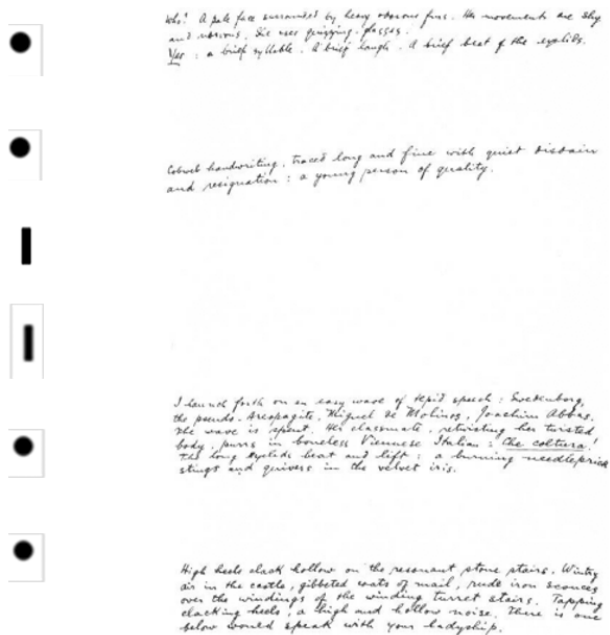 Who? A pale face surrounded by heavy odorous furs. Her movements are shy
and nervous. She uses quizzing-glasses.
Yes: a brief syllable. A brief laugh. A brief beat of the eyelids.
Cobweb handwriting, traced long and fine with quiet disdain
and resignation: a young person of quality.
I launch forth on an easy wave of tepid speech: Swedenborg,
the pseudo-Areopagite, Miguel de Molinos, Joachim Abbas.
The wave is spent. Her classmate, retwisting her twisted
body, purrs in boneless Viennese Italian: Che coltura!
The long eyelids beat and lift: a burning needleprick
stings and quivers in the velvet iris.
High heels clack hollow on the resonant stone stairs. Wintry
air in the castle, gibbeted coats of mail, rude iron sconces
over the windings of the winding turret stairs. Tapping
clacking heels, a high and hollow noise. There is one
below would speak with your ladyship.